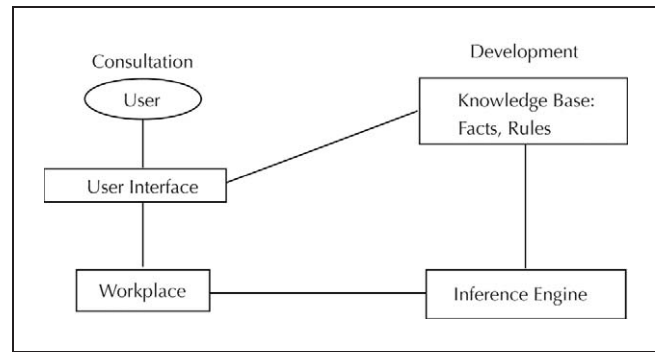 Consultation
User
User Interface
Workplace
Development
Knowledge Base:
Facts, Rules
Inference Engine